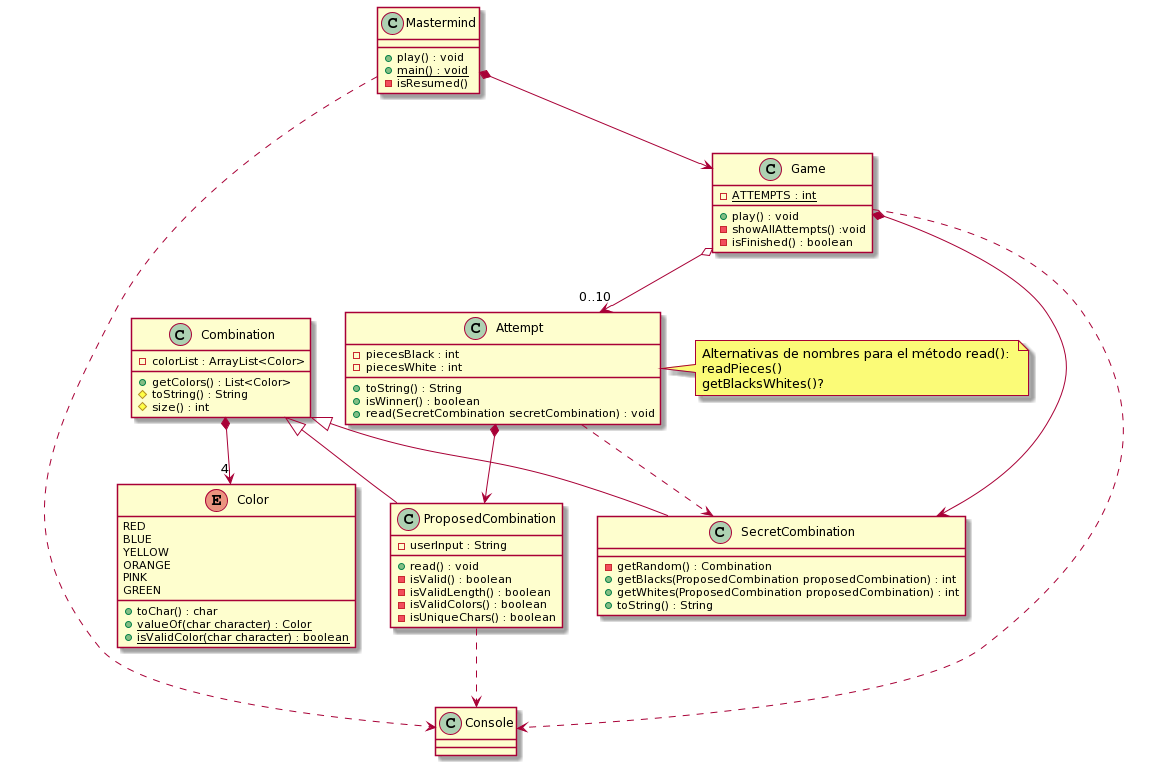 C Mastermind
play() : void
main() : void
isResumed()
C Game
ATTEMPTS : int
play() : void
showAllAttempts() :void
isFinished() : boolean
0..10
C Combination
colorList : ArrayList<Color>
getColors() : List<Color>
toString() : String
size() : int
C Attempt
piecesBlack : int
piecesWhite : int
toString() : String
isWinner() : boolean
read(SecretCombination secretCombination) : void
Alternativas de nombres para el método read():
readPieces()
getBlacksWhites()?
4
E Color
RED
BLUE
YELLOW
ORANGE
PINK
GREEN
toChar() : char
valueOf(char character) : Color
isValidColor(char character) : boolean
C ProposedCombination
userInput : String
read() : void
isValid() : boolean
isValidLength() : boolean
isValidColors() : boolean
isUniqueChars() : boolean
C SecretCombination
getRandom() : Combination
getBlacks(ProposedCombination proposedCombination) : int
getWhites(ProposedCombination proposedCombination) : int
toString() : String
C Console